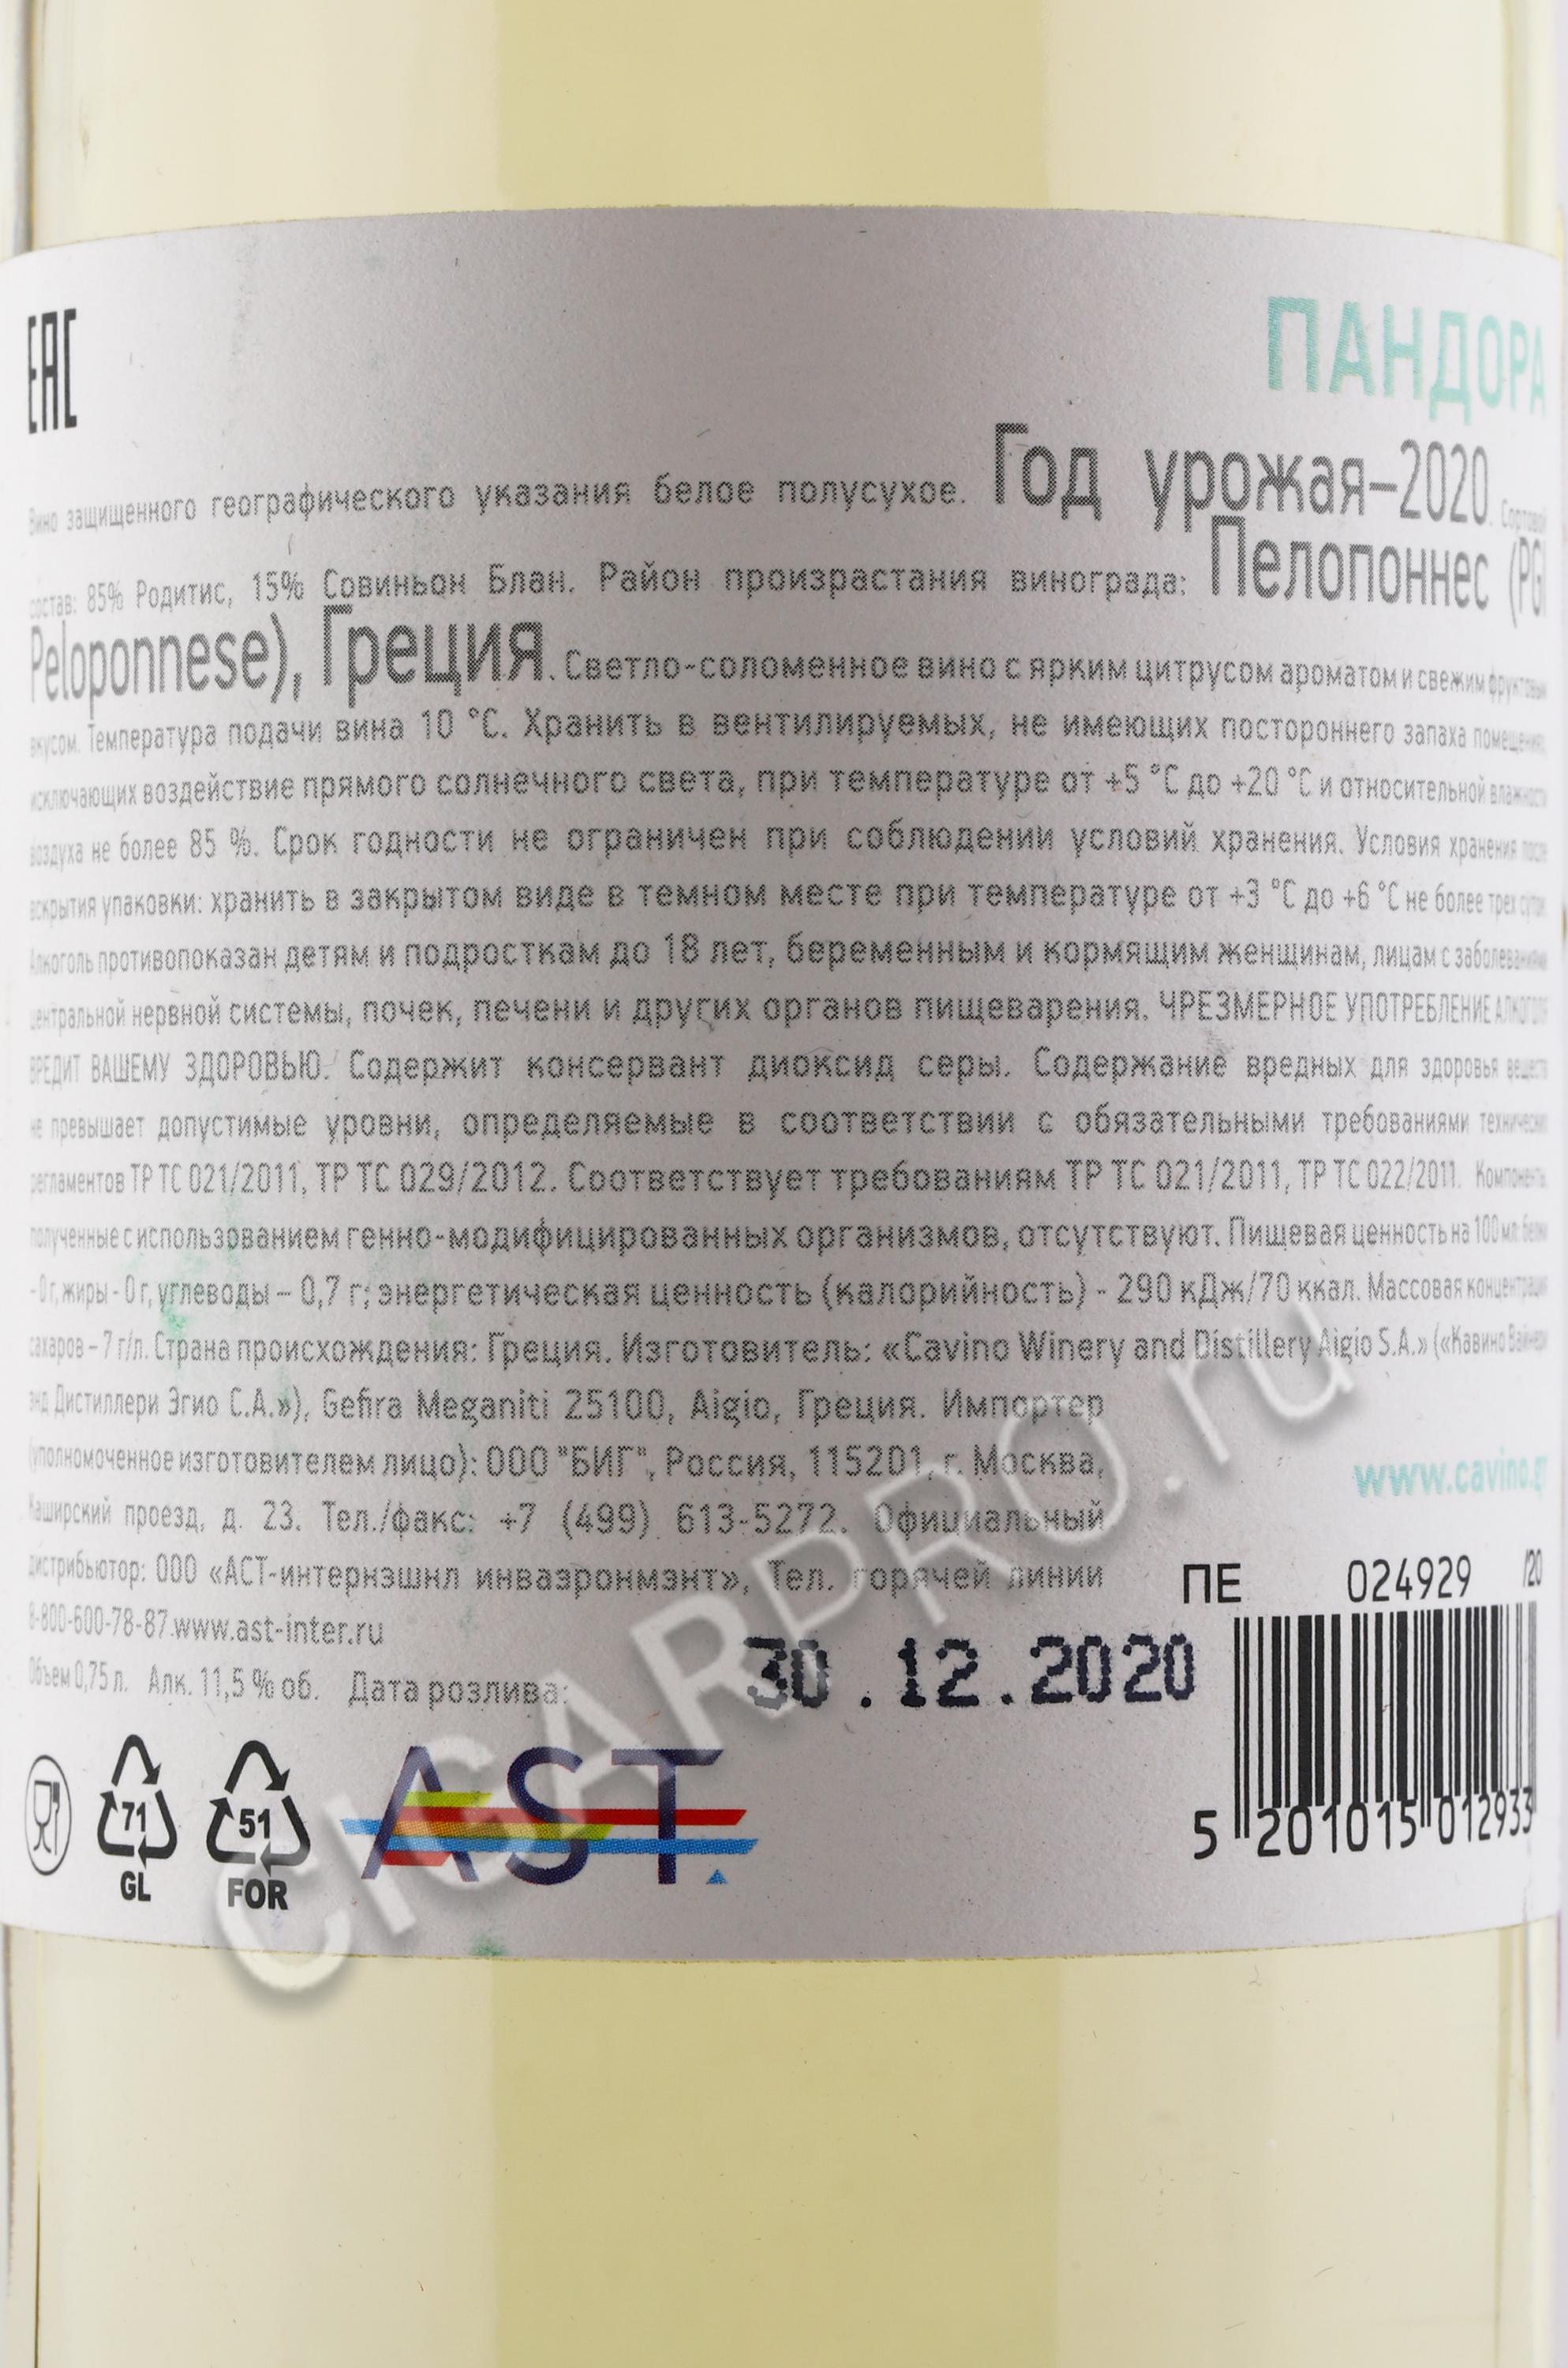 ЕАС
ПАНДОРА
Вино защищенного географического указания белое полусухое. Год урожая–2020. Сортовой
состав: 85% Родитис, 15% Совиньон Блан. Район произрастания винограда: Пелопоннес (PGI
Peloponnese), Греция. Светло-соломенное вино с ярким цитрусом ароматом и свежим фруктовым
вкусом. Температура подачи вина 10 °С. Хранить в вентилируемых, не имеющих постороннего запаха помещениях,
исключающих воздействие прямого солнечного света, при температуре от +5 °С до +20 °С и относительной влажности
воздуха не более 85 %. Срок годности не ограничен при соблюдении условий хранения. Условия хранения после
вскрытия упаковки: хранить в закрытом виде в темном месте при температуре от +3 °С до +6 °С не более трех суток.
Алкоголь противопоказан детям и подросткам до 18 лет, беременным и кормящим женщинам, лицам с заболеваниями
центральной нервной системы, почек, печени и других органов пищеварения. ЧРЕЗМЕРНОЕ УПОТРЕБЛЕНИЕ АЛКОГОЛЯ
ВРЕДИТ ВАШЕМУ ЗДОРОВЬЮ. Содержит консервант диоксид серы. Содержание вредных для здоровья веществ
не превышает допустимые уровни, определяемые в соответствии с обязательными требованиями технических
регламентов ТР ТС 021/2011, ТР ТС 029/2012. Соответствует требованиям ТР ТС 021/2011, ТР ТС 022/2011. Компоненты,
полученные с использованием генно-модифицированных организмов, отсутствуют. Пищевая ценность на 100 мл: белки
– 0 г, жиры - 0 г, углеводы – 0,7 г; энергетическая ценность (калорийность) - 290 кДж/70 ккал. Массовая концентрация
сахаров – 7 г/л. Страна происхождения: Греция. Изготовитель: «Cavino Winery and Distillery Aigio S.A.» («Кавино Вайнери
энд Дистиллери Эгио С.А.»), Gefira Meganiti 25100, Aigio, Греция. Импортер
(уполномоченное изготовителем лицо): ООО "БИГ", Россия, 115201, г. Москва,
Каширский проезд, д. 23. Тел./факс: +7 (499) 613-5272. Официальный
дистрибьютор: ООО «АСТ-интернэшнл инваэронмэнт», Тел. горячей линии
8-800-600-78-87.www.ast-inter.ru
Объем 0,75 л. Алк. 11,5 % об. Дата розлива:
30.12.2020
www.cavino.gr
ПЕ 024929 /20
5 201015 012933
71
GL
51
FOR
AST
CIGARPRO.ru